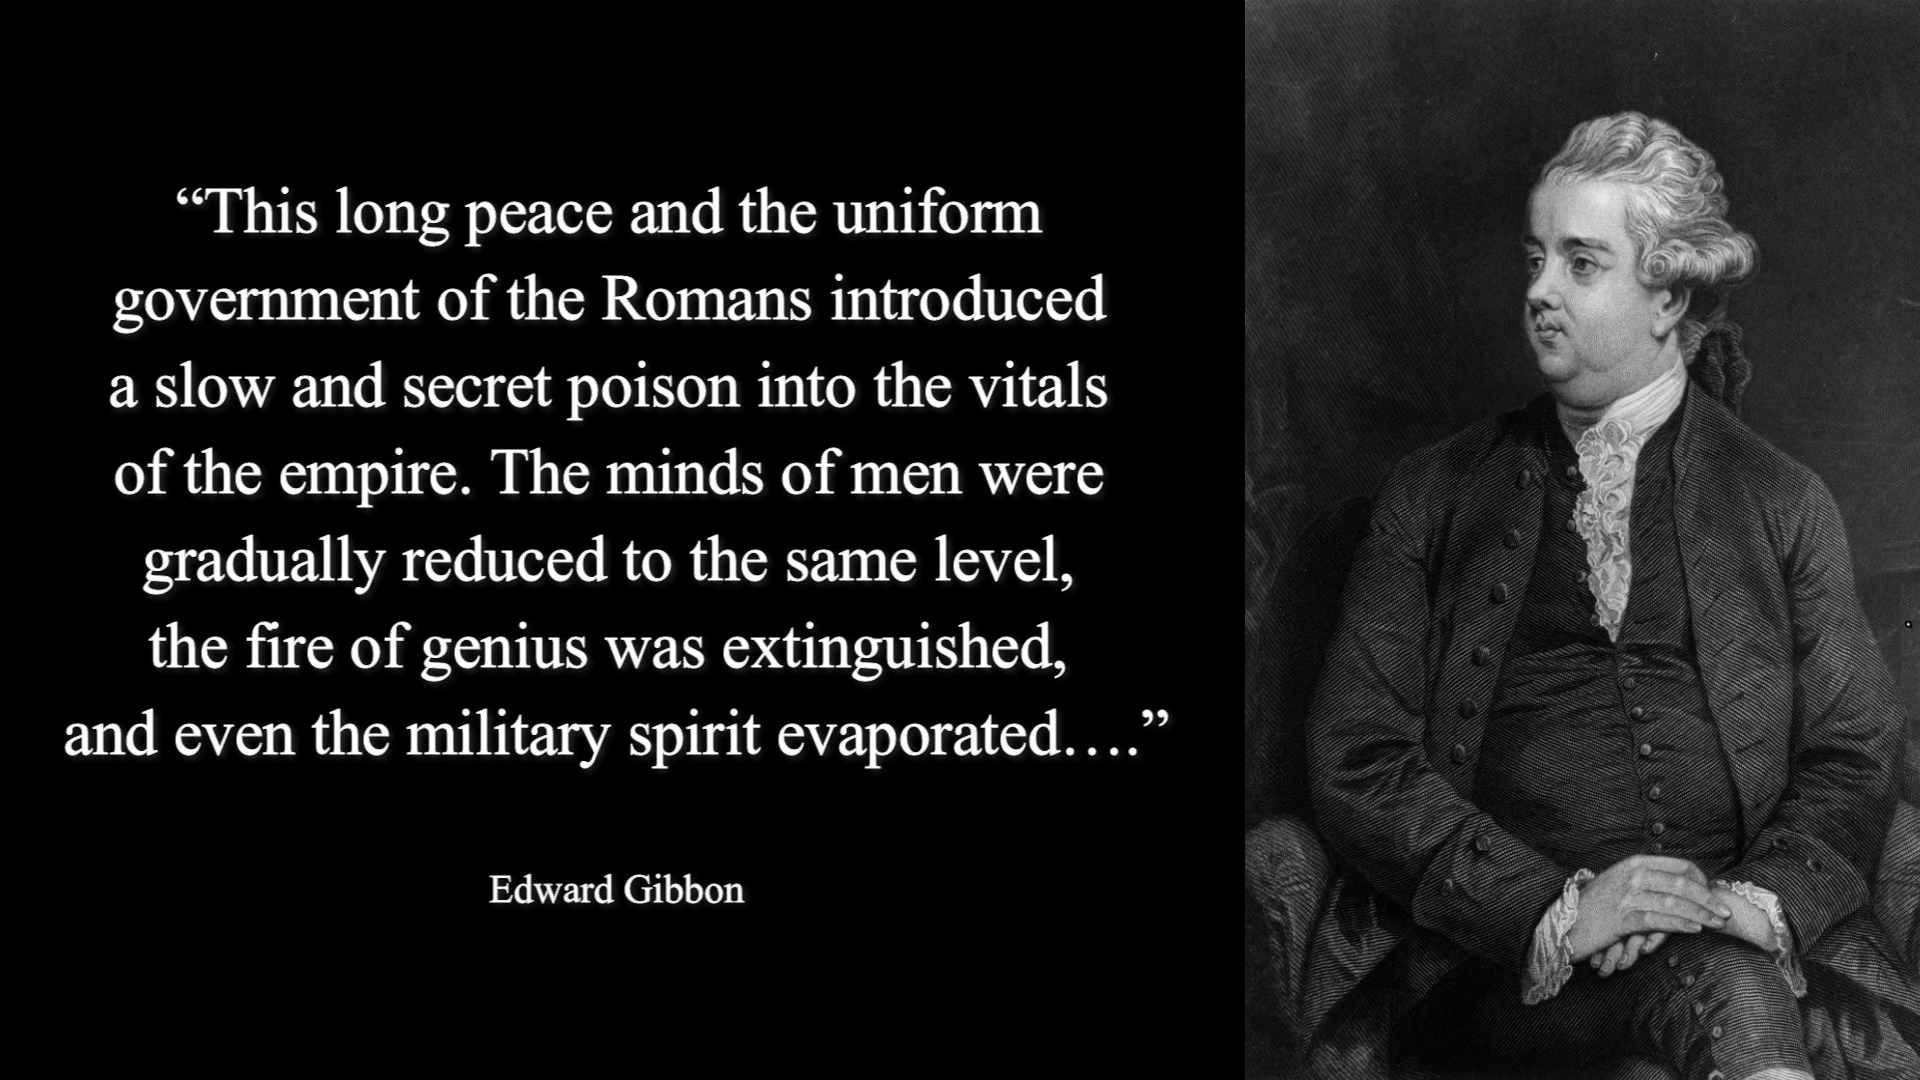 “This long peace and the uniform
government of the Romans introduced
a slow and secret poison into the vitals
of the empire. The minds of men were
gradually reduced to the same level,
the fire of genius was extinguished,
and even the military spirit evaporated….”
Edward Gibbon